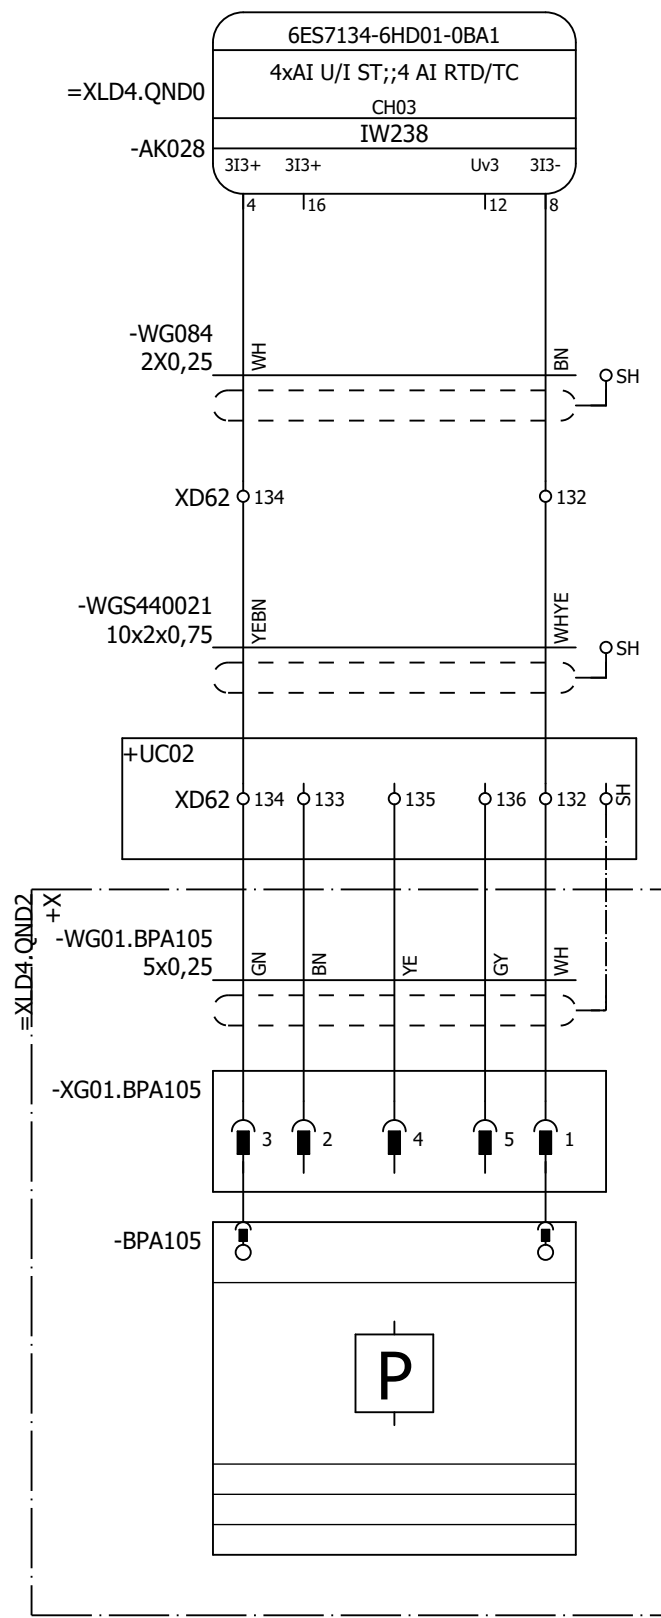 6ES7134-6HD01-0BA1
4xAI U/I ST;;4 AI RTD/TC
=XLD4.QND0
CH03
IW238
-AK028
3I3+ 3I3+ Uv3 3I3-
4 16 12 8
-WG084
2X0,25
WH BN
SH
XD62 134 132
-WGS440021
10x2x0,75
YEBN WHYE
SH
+UC02
XD62 134 133 135 136 132 SH
=XLD4.QND2
+X
-WG01.BPA105
5x0,25
GN BN YE GY WH
-XG01.BPA105
3 2 4 5 1
-BPA105
P